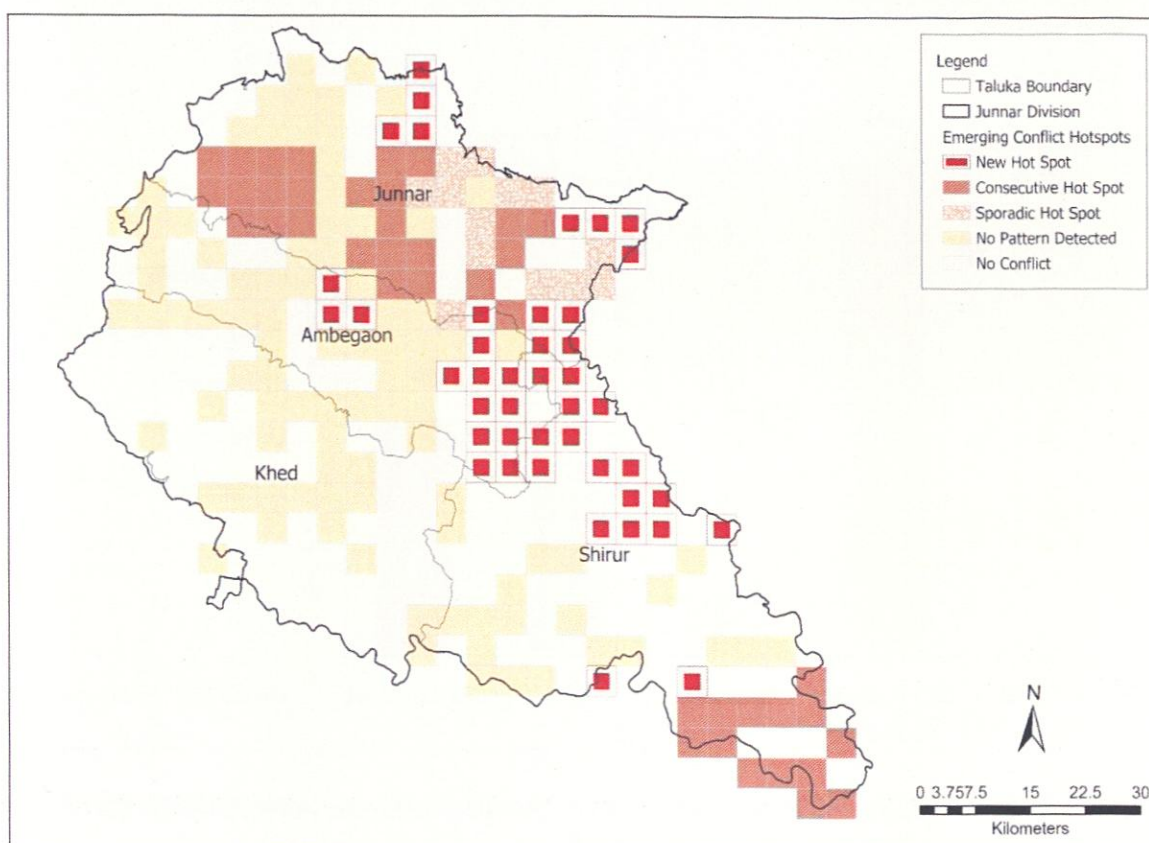 Legend
Taluka Boundary
Junnar Division
Emerging Conflict Hotspots
New Hot Spot
Consecutive Hot Spot
Sporadic Hot Spot
No Pattern Detected
No Conflict
Junnar
Ambegaon
Khed
Shirur
N
0 3.757.5 15 22.5 30
Kilometers